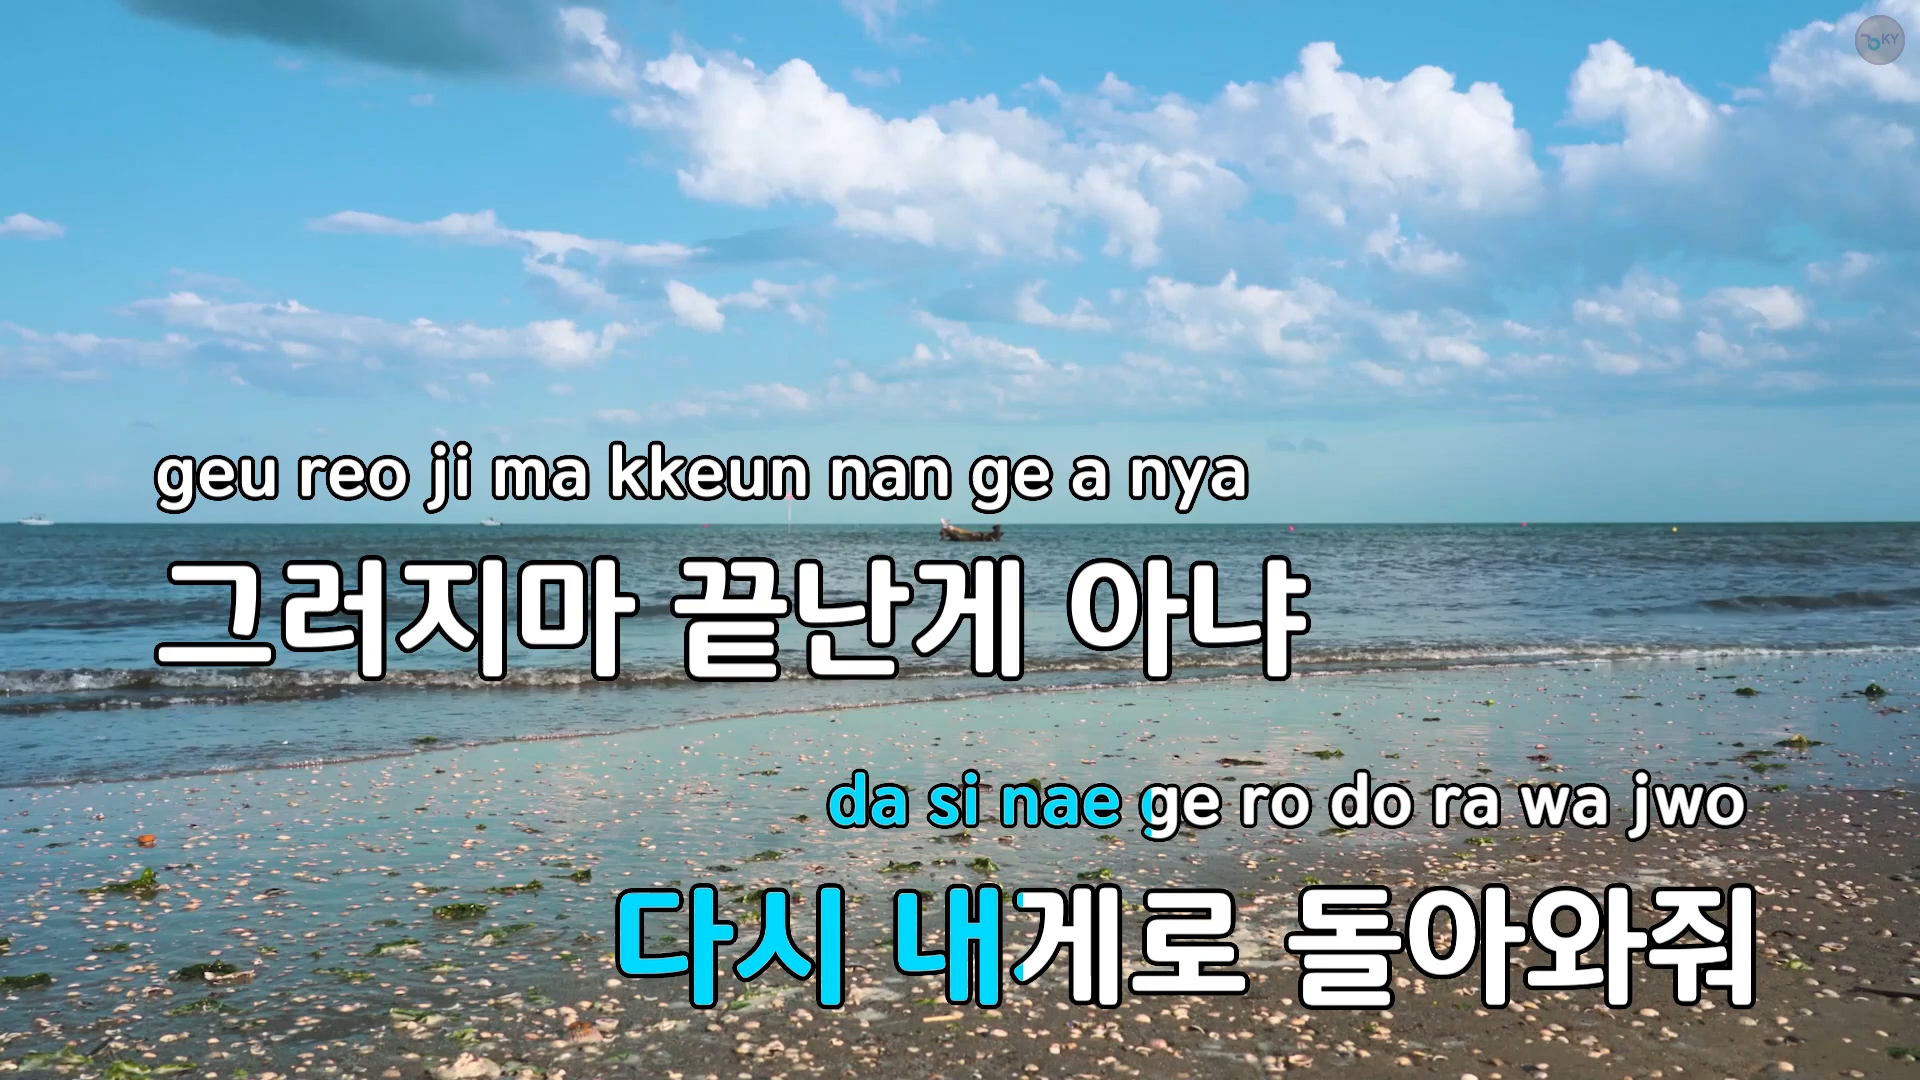 KY
geu reo ji ma kkeun nan ge a nya
그러지마 끝난게 아냐
da si nae ge ro do ra wa jwo
다시 내게로 돌아와줘